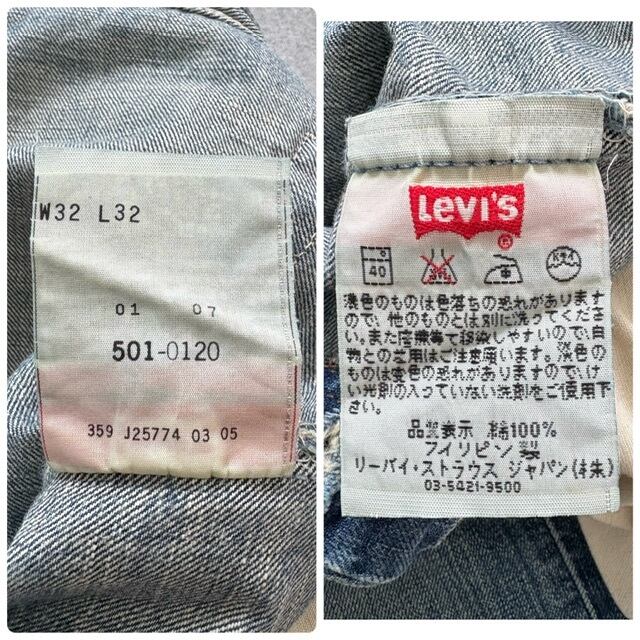 W32 L32
01 07
501-0120
359 J25774 03 05
Levi's
®
40
濃色のものは色落ちの恐れがあります
ので、他のものとは別に洗ってくださ
い。また摩擦等で移染しやすいので白
物との着用はご注意願います。淡色の
ものは変色の恐れがありますのでけい
光剤の入っていない洗剤をご使用下
さい。
品質表示 綿100%
フィリピン製
リーバイ・ストラウス ジャパン(株)
03-5421-9500